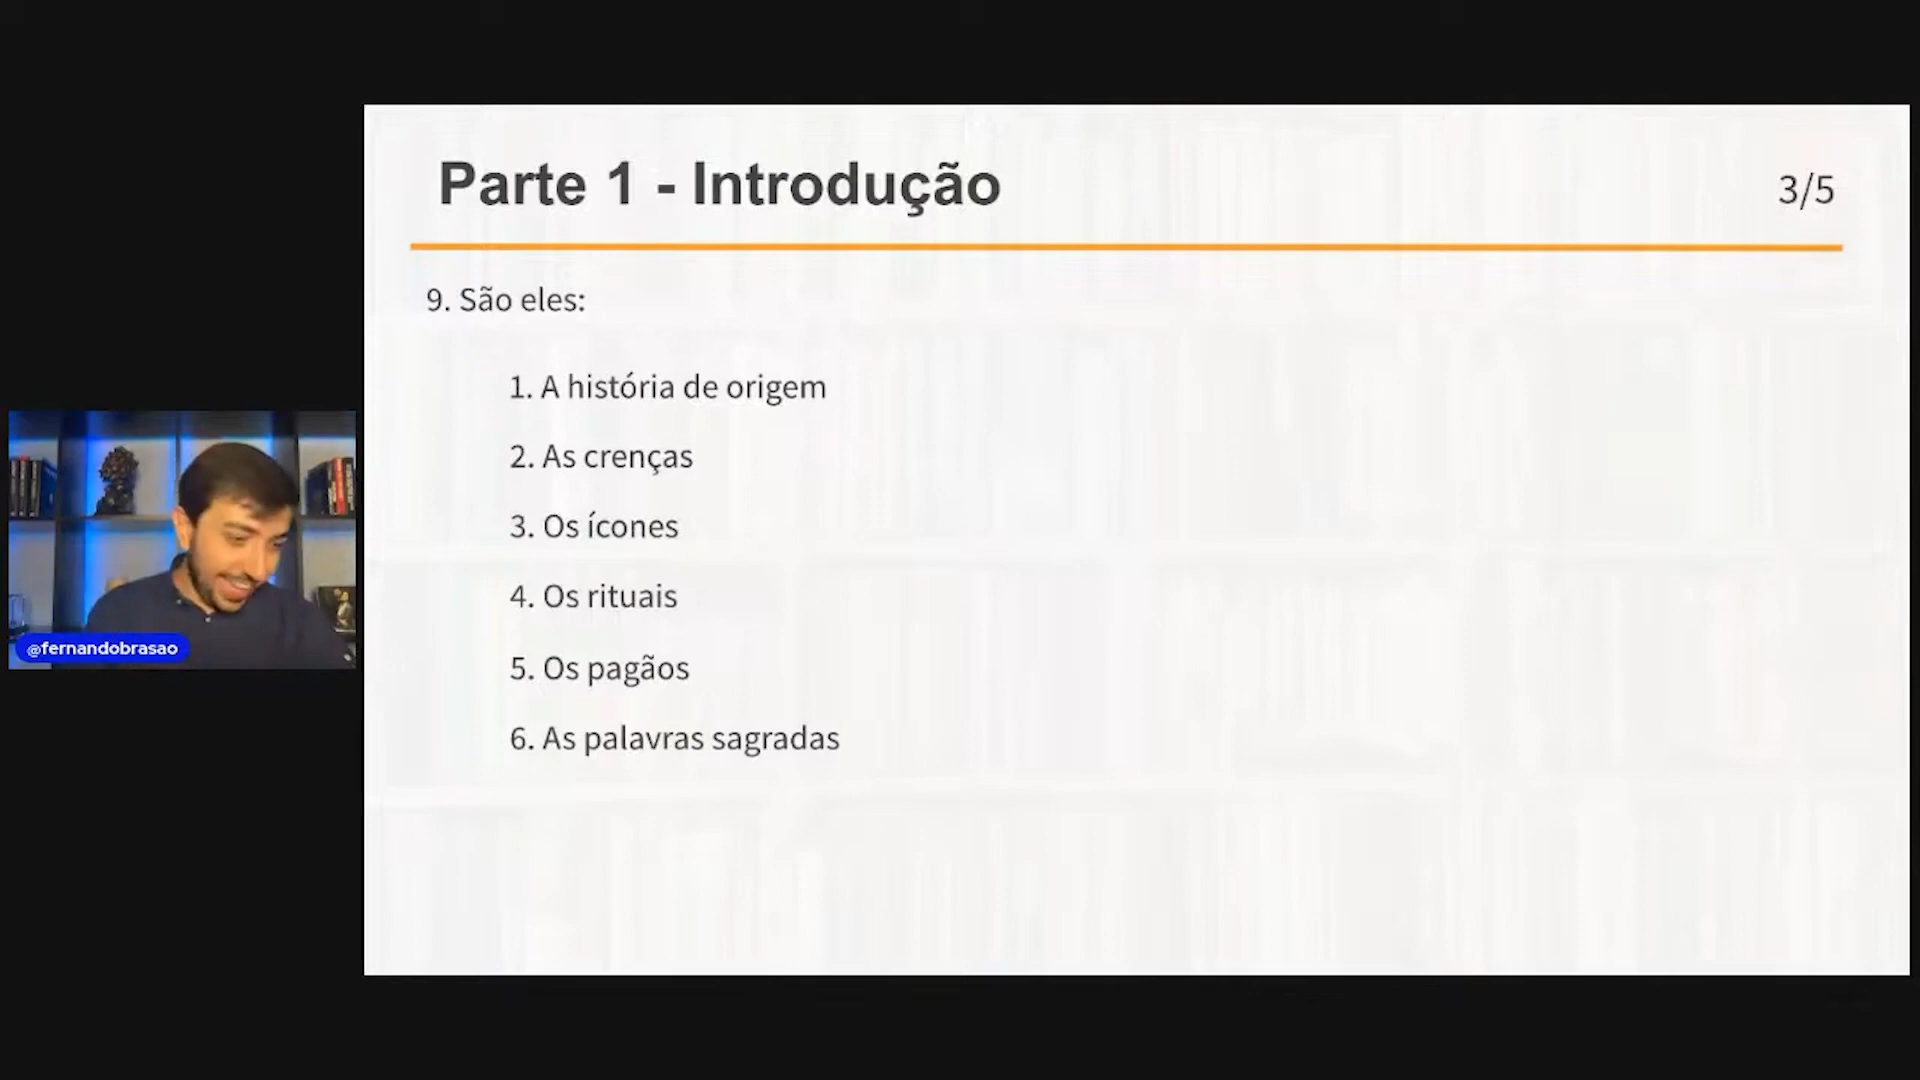 Parte 1 - Introdução
3/5
9. São eles:
1. A história de origem
2. As crenças
3. Os ícones
4. Os rituais
5. Os pagãos
6. As palavras sagradas
@fernandobrasao